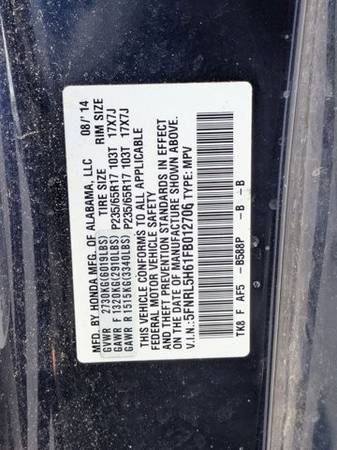 MFD. BY HONDA MFG. OF ALABAMA, LLC 08/'14
TIRE SIZE RIM SIZE
GVWR 2730KG(6019LBS)
GAWR F 1320KG(2910LBS) P235/65R17 103T 17X7J
GAWR R 1515KG(3340LBS) P235/65R17 103T 17X7J
THIS VEHICLE CONFORMS TO ALL APPLICABLE
FEDERAL MOTOR VEHICLE SAFETY
AND THEFT PREVENTION STANDARDS IN EFFECT
ON THE DATE OF MANUFACTURE SHOWN ABOVE.
V.I.N.: 5FNRL5H61FB012706 TYPE: MPV
TK8 F AF5 -B588P -B -B